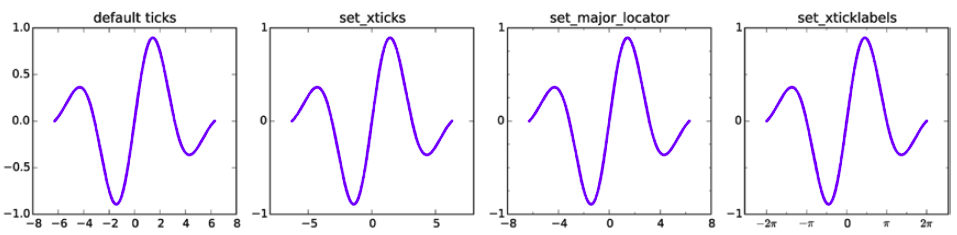 default ticks
1.0
0.5
0.0
−0.5
−1.0
−8 −6 −4 −2 0 2 4 6 8
set_xticks
1
0
−1
−5 0 5
set_major_locator
1
0
−1
−8 −4 0 4 8
set_xticklabels
1
0
−1
−2π −π 0 π 2π